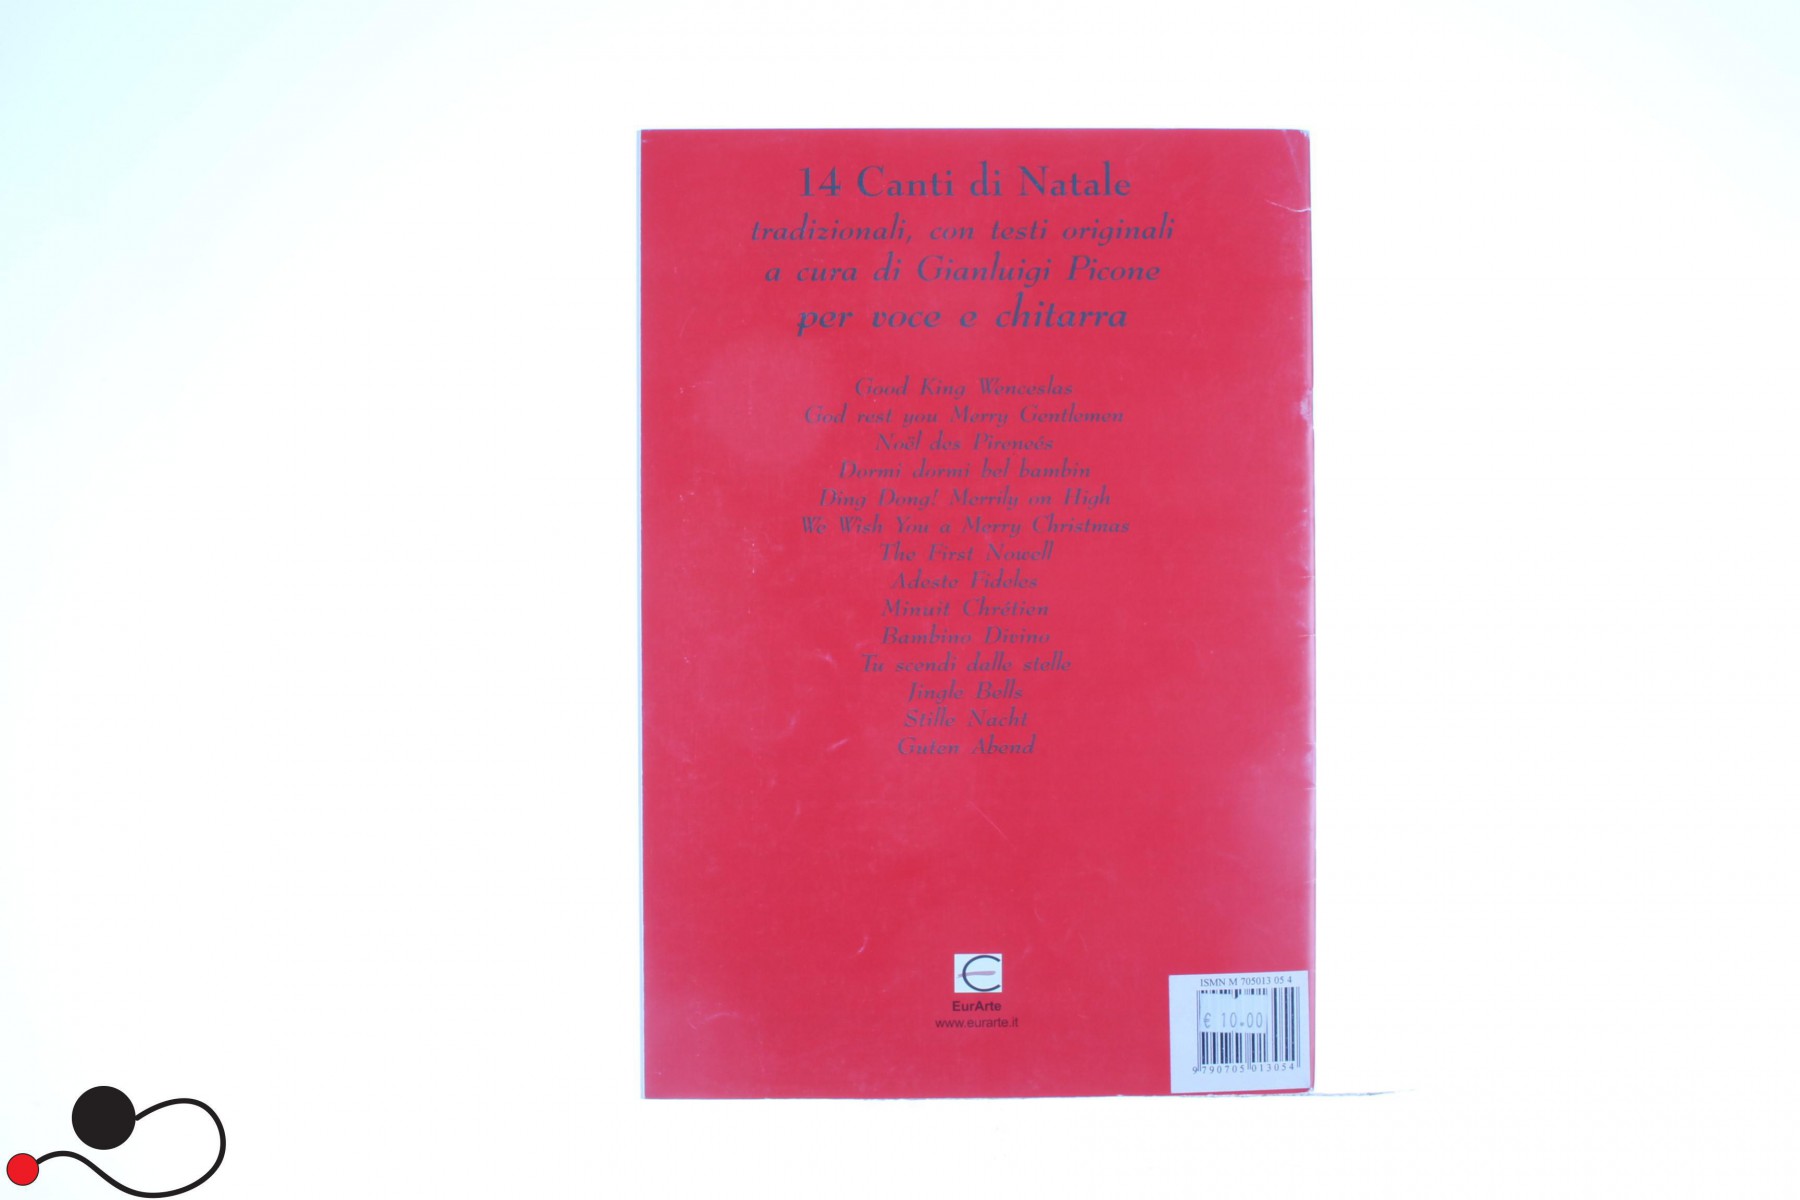 14 Canti di Natale
tradizionali, con testi originali
a cura di Gianluigi Picone
per voce e chitarra
Good King Wenceslas
God rest you Merry Gentlemen
Noël des Pireneës
Dormi dormi bel bambin
Ding Dong! Merrily on High
We Wish You a Merry Christmas
The First Nowell
Adeste Fideles
Minuit Chrétien
Bambino Divino
Tu scendi dalle stelle
Jingle Bells
Stille Nacht
Guten Abend
EurArte
www.eurarte.it
ISMN M 705013 05 4
€ 10.00
9 790705 013054